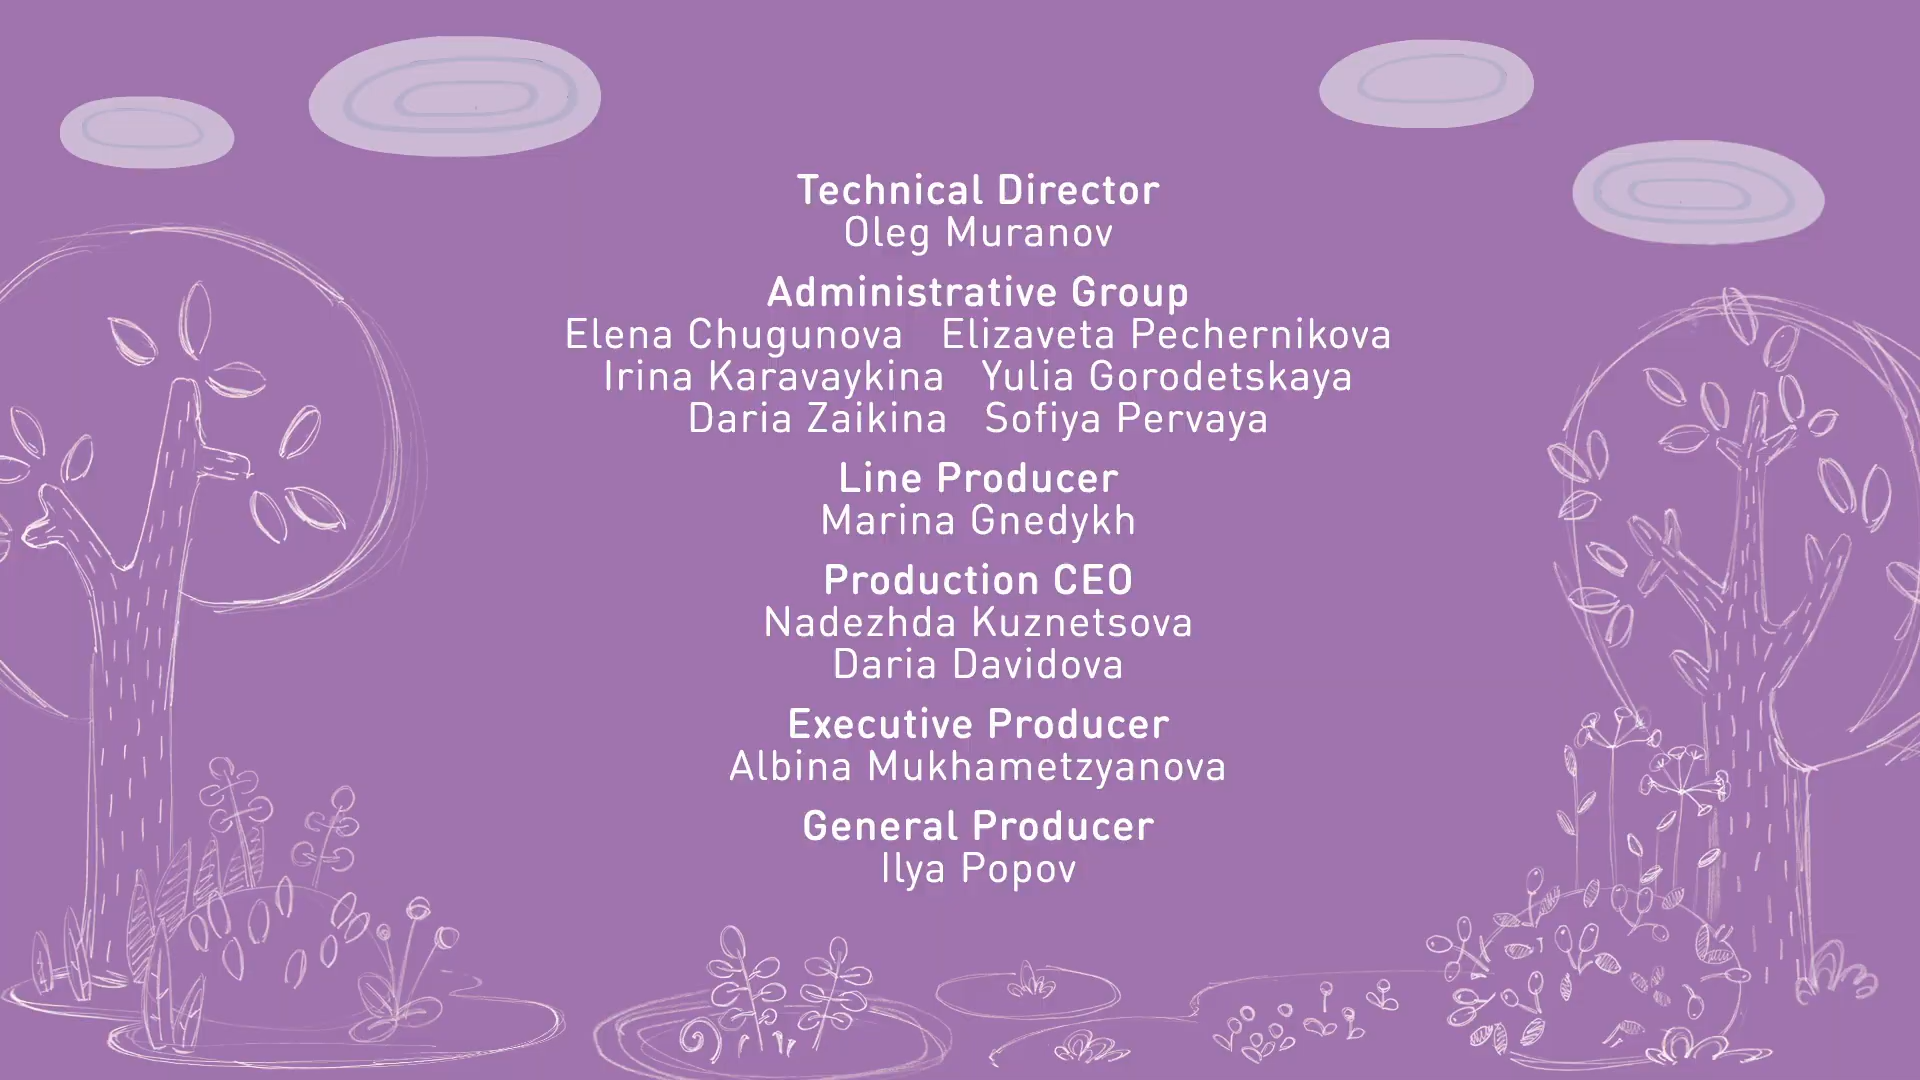 Technical Director
Oleg Muranov
Administrative Group
Elena Chugunova Elizaveta Pechernikova
Irina Karavaykina Yulia Gorodetskaya
Daria Zaikina Sofiya Pervaya
Line Producer
Marina Gnedykh
Production CEO
Nadezhda Kuznetsova
Daria Davidova
Executive Producer
Albina Mukhametzyanova
General Producer
Ilya Popov